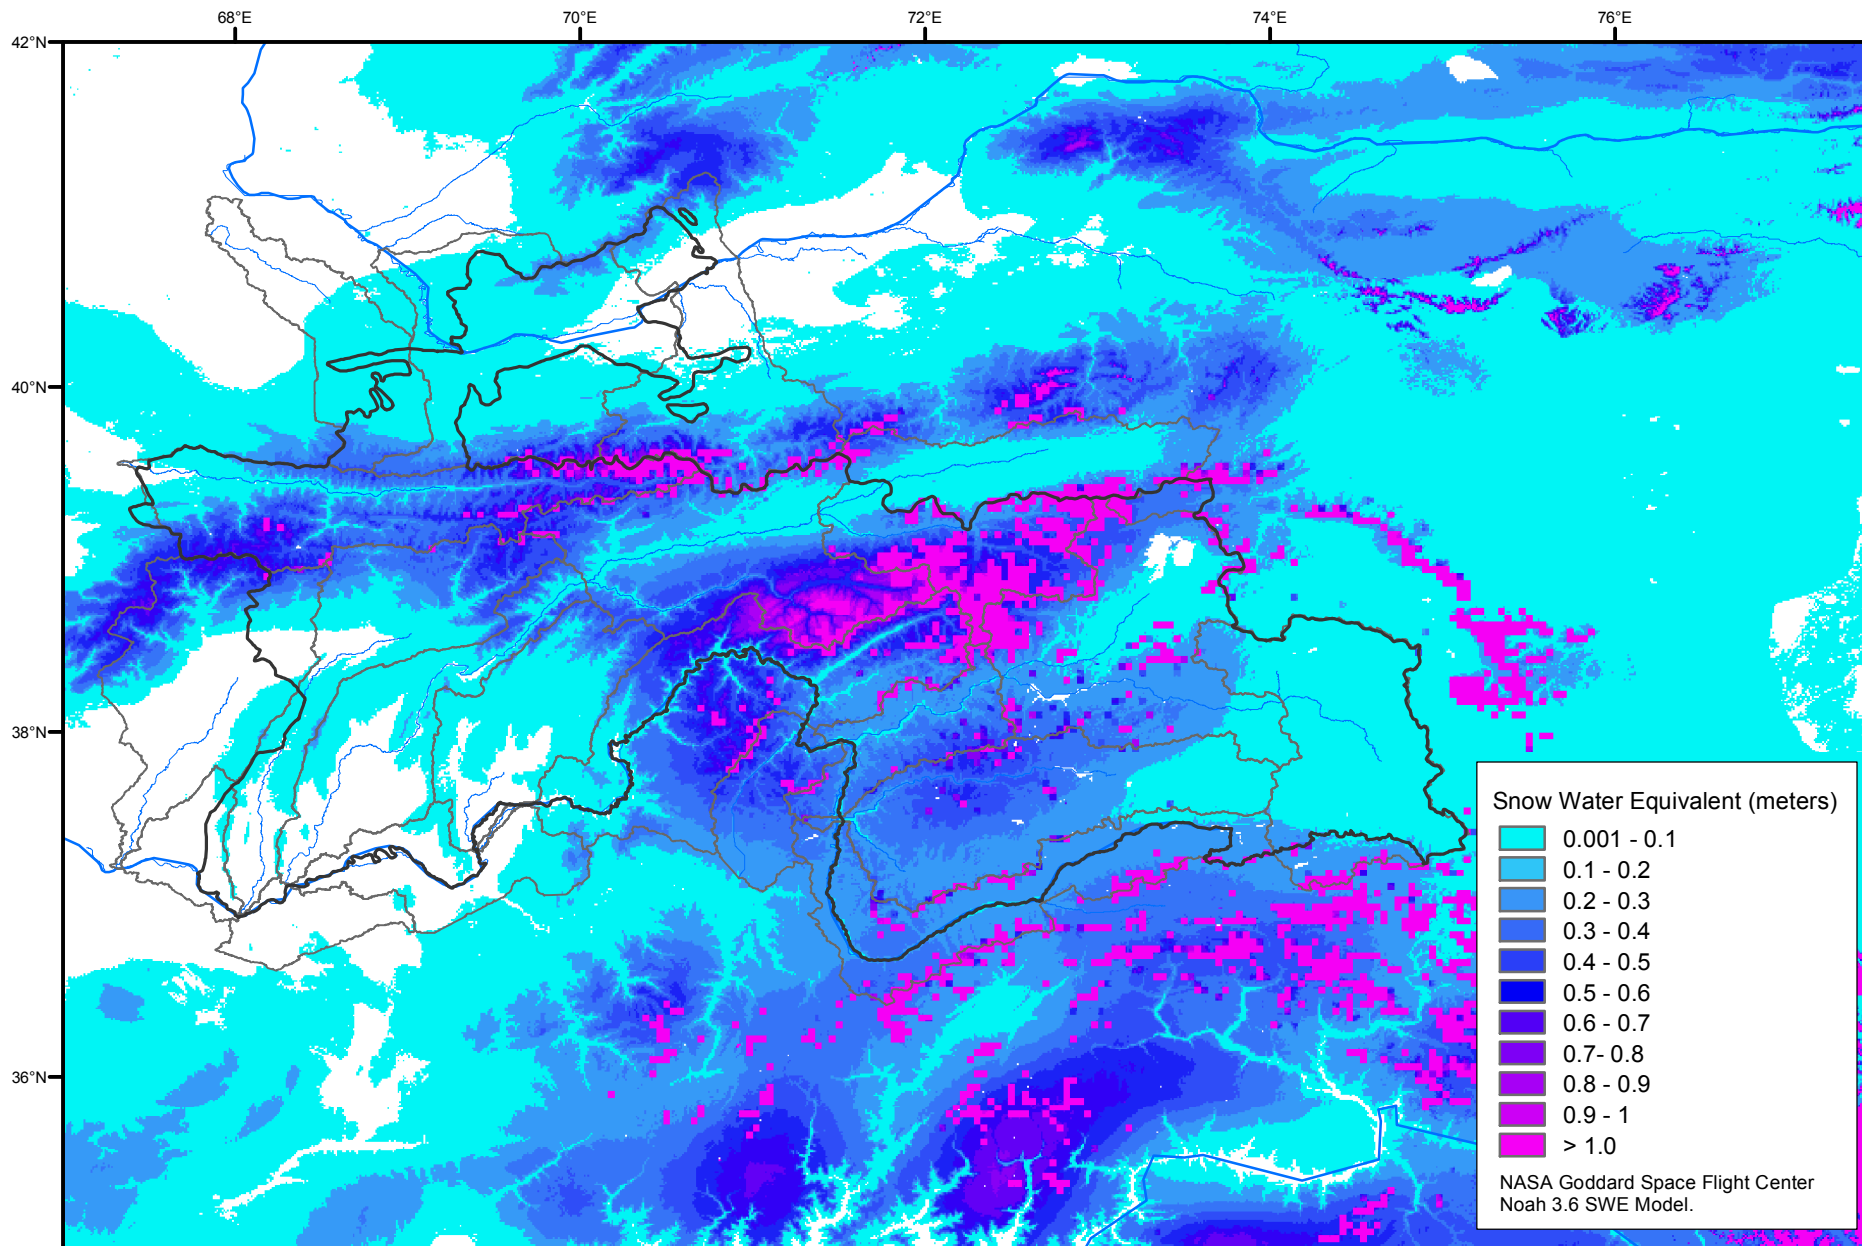 68°E
70°E
72°E
74°E
76°E
42°N
40°N
38°N
36°N
Snow Water Equivalent (meters)
0.001 - 0.1
0.1 - 0.2
0.2 - 0.3
0.3 - 0.4
0.4 - 0.5
0.5 - 0.6
0.6 - 0.7
0.7- 0.8
0.8 - 0.9
0.9 - 1
> 1.0
NASA Goddard Space Flight Center
Noah 3.6 SWE Model.